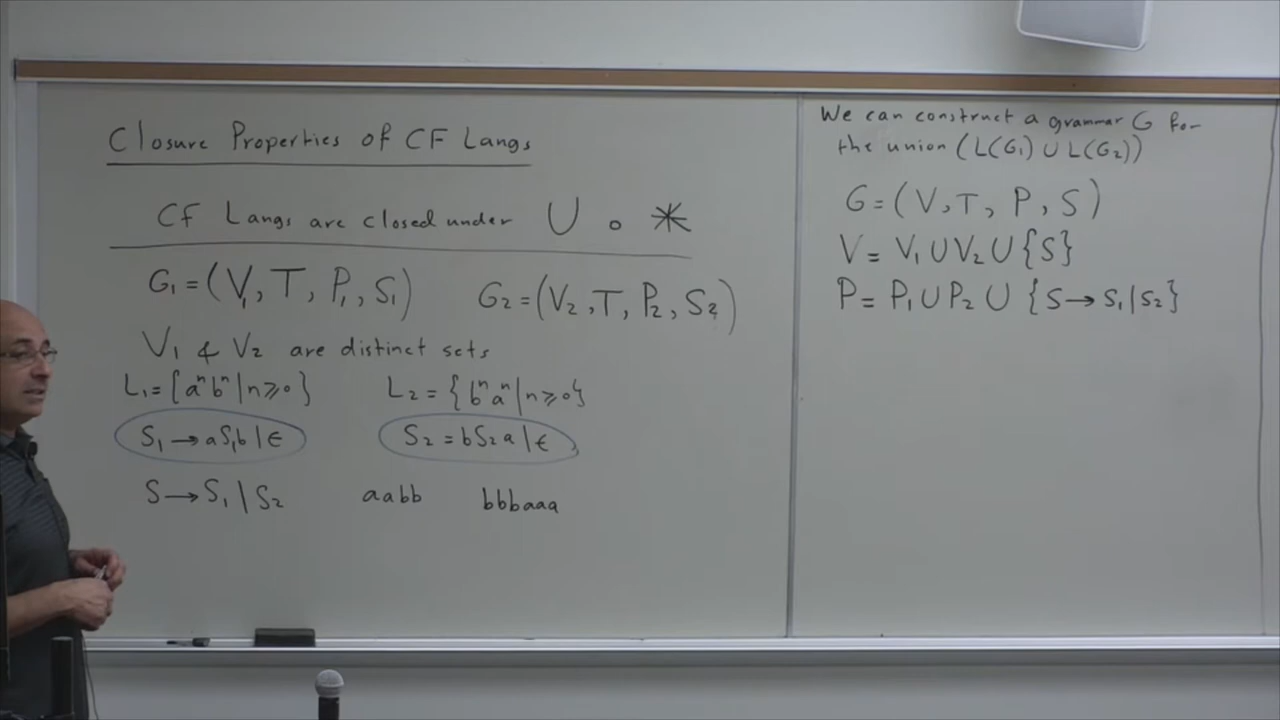 Closure Properties of CF Langs
CF Langs are closed under ∪ ∘ *
G₁=(V₁,T,P₁,S₁) G₂=(V₂,T,P₂,S₂)
V₁ & V₂ are distinct sets
L₁={aⁿbⁿ|n≥0} L₂={bⁿaⁿ|n≥0}
S₁→aS₁b|ϵ S₂=bS₂a|ϵ
S→S₁|S₂ aabb bbbaaa
We can construct a grammar G for
the union (L(G₁)∪L(G₂))
G=(V,T,P,S)
V=V₁∪V₂∪{S}
P=P₁∪P₂∪{S→S₁|S₂}